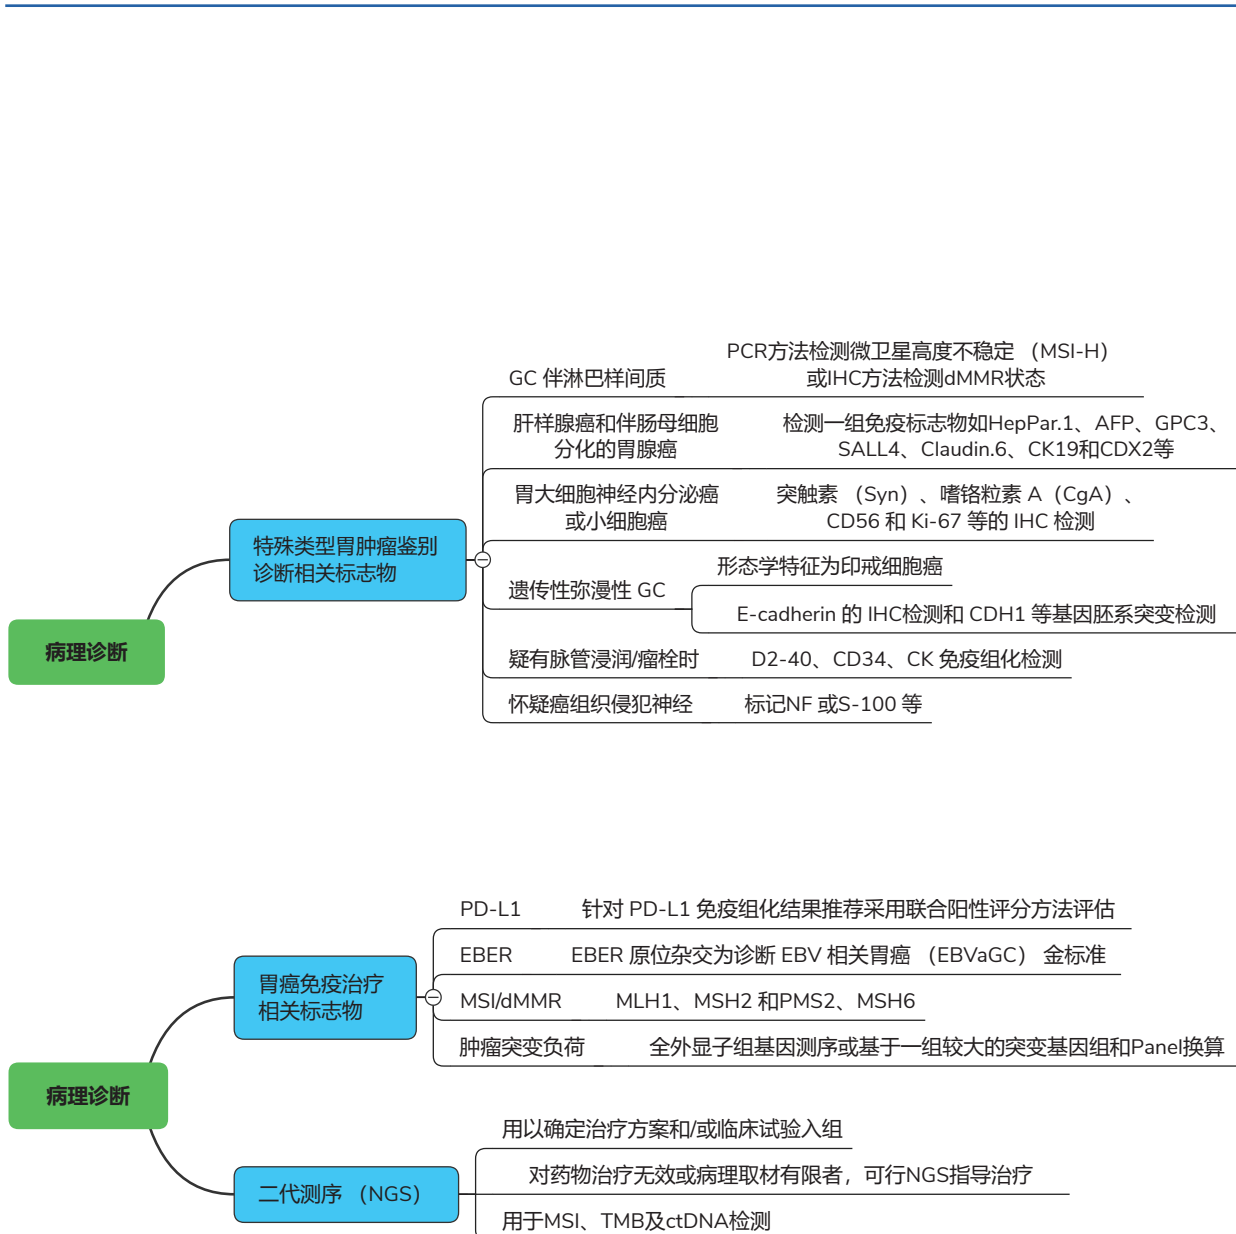 病理诊断
特殊类型胃肿瘤鉴别
诊断相关标志物
GC 伴淋巴样间质
PCR方法检测微卫星高度不稳定 （MSI-H）
或IHC方法检测dMMR状态
肝样腺癌和伴肠母细胞
分化的胃腺癌
检测一组免疫标志物如HepPar.1、AFP、GPC3、
SALL4、Claudin.6、CK19和CDX2等
胃大细胞神经内分泌癌
或小细胞癌
突触素 （Syn）、嗜铬粒素 A（CgA）、
CD56 和 Ki-67 等的 IHC 检测
遗传性弥漫性 GC
形态学特征为印戒细胞癌
E-cadherin 的 IHC检测和 CDH1 等基因胚系突变检测
疑有脉管浸润/瘤栓时
D2-40、CD34、CK 免疫组化检测
怀疑癌组织侵犯神经
标记NF 或S-100 等
病理诊断
胃癌免疫治疗
相关标志物
PD-L1
针对 PD-L1 免疫组化结果推荐采用联合阳性评分方法评估
EBER
EBER 原位杂交为诊断 EBV 相关胃癌 （EBVaGC） 金标准
MSI/dMMR
MLH1、MSH2 和PMS2、MSH6
肿瘤突变负荷
全外显子组基因测序或基于一组较大的突变基因组和Panel换算
二代测序 （NGS）
用以确定治疗方案和/或临床试验入组
对药物治疗无效或病理取材有限者，可行NGS指导治疗
用于MSI、TMB及ctDNA检测